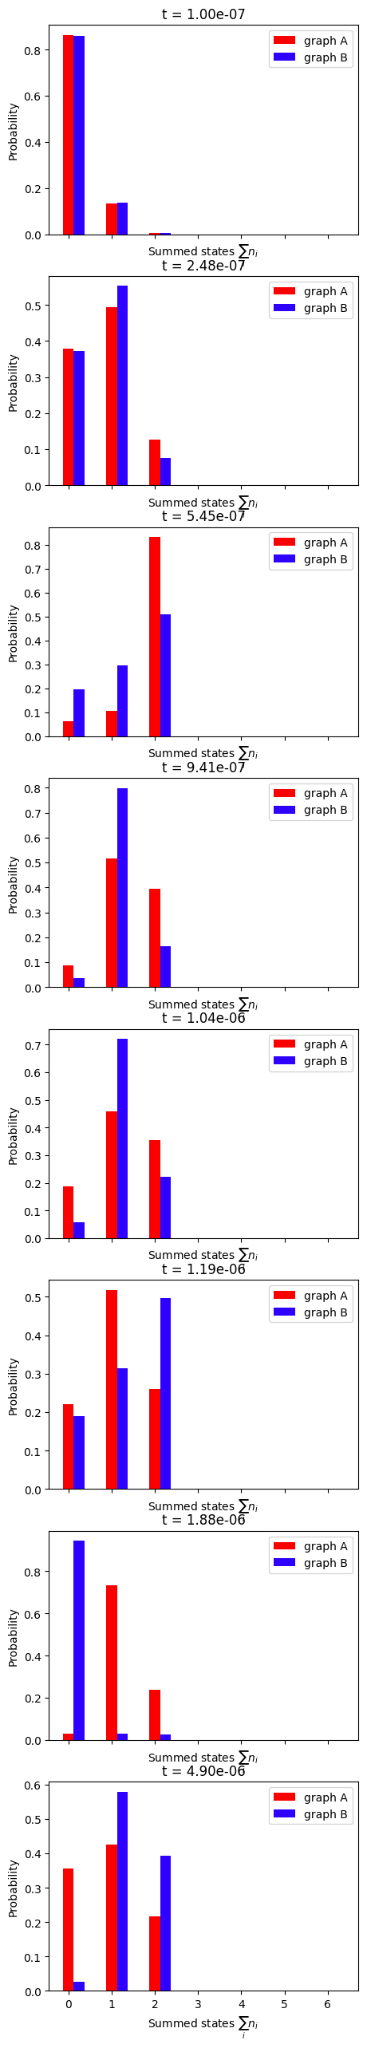 t = 1.00e-07
0.8
0.6
0.4
0.2
0.0
Probability
graph A
graph B
Summed states ∑nᵢ
t = 2.48e-07
0.5
0.4
0.3
0.2
0.1
0.0
Probability
graph A
graph B
Summed states ∑nᵢ
t = 5.45e-07
0.8
0.7
0.6
0.5
0.4
0.3
0.2
0.1
0.0
Probability
graph A
graph B
Summed states ∑nᵢ
t = 9.41e-07
0.8
0.7
0.6
0.5
0.4
0.3
0.2
0.1
0.0
Probability
graph A
graph B
Summed states ∑nᵢ
t = 1.04e-06
0.7
0.6
0.5
0.4
0.3
0.2
0.1
0.0
Probability
graph A
graph B
Summed states ∑nᵢ
t = 1.19e-06
0.5
0.4
0.3
0.2
0.1
0.0
Probability
graph A
graph B
Summed states ∑nᵢ
t = 1.88e-06
0.8
0.6
0.4
0.2
0.0
Probability
graph A
graph B
Summed states ∑nᵢ
t = 4.90e-06
0.6
0.5
0.4
0.3
0.2
0.1
0.0
Probability
graph A
graph B
0 1 2 3 4 5 6
Summed states ∑nᵢ
i